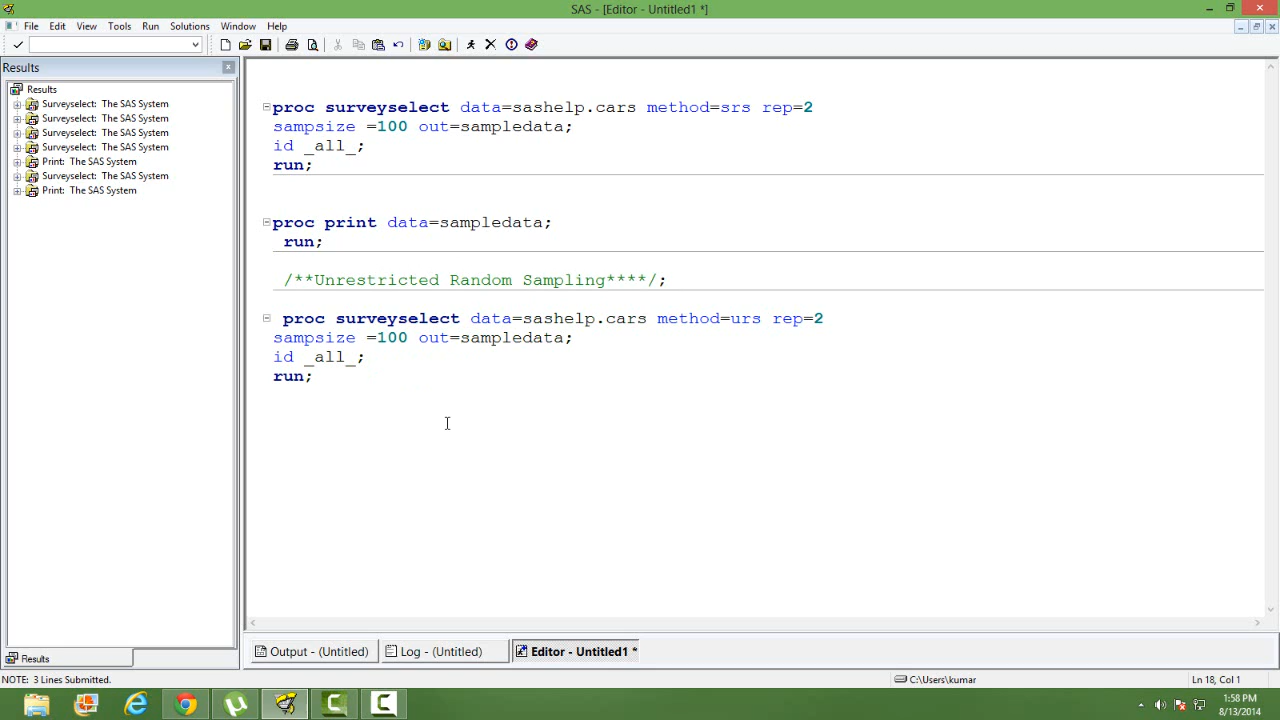 SAS - [Editor - Untitled1 *]
File Edit View Tools Run Solutions Window Help
Results
Results
Surveyselect: The SAS System
Surveyselect: The SAS System
Surveyselect: The SAS System
Surveyselect: The SAS System
Print: The SAS System
Surveyselect: The SAS System
Print: The SAS System
proc surveyselect data=sashelp.cars method=srs rep=2
sampsize =100 out=sampledata;
id _all_;
run;
proc print data=sampledata;
run;
/**Unrestricted Random Sampling****/;
proc surveyselect data=sashelp.cars method=urs rep=2
sampsize =100 out=sampledata;
id _all_;
run;
Results
Output - (Untitled) Log - (Untitled) Editor - Untitled1 *
NOTE: 3 Lines Submitted. C:\Users\kumar Ln 18, Col 1
1:58 PM
8/13/2014